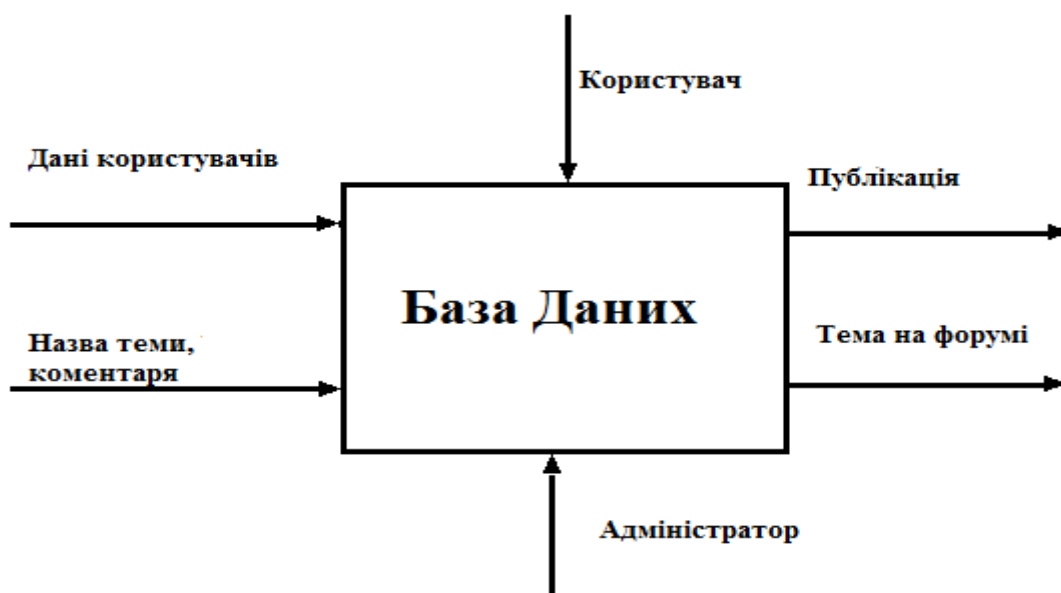 Користувач
Дані користувачів
Публікація
База Даних
Назва теми,
коментаря
Тема на форумі
Адміністратор